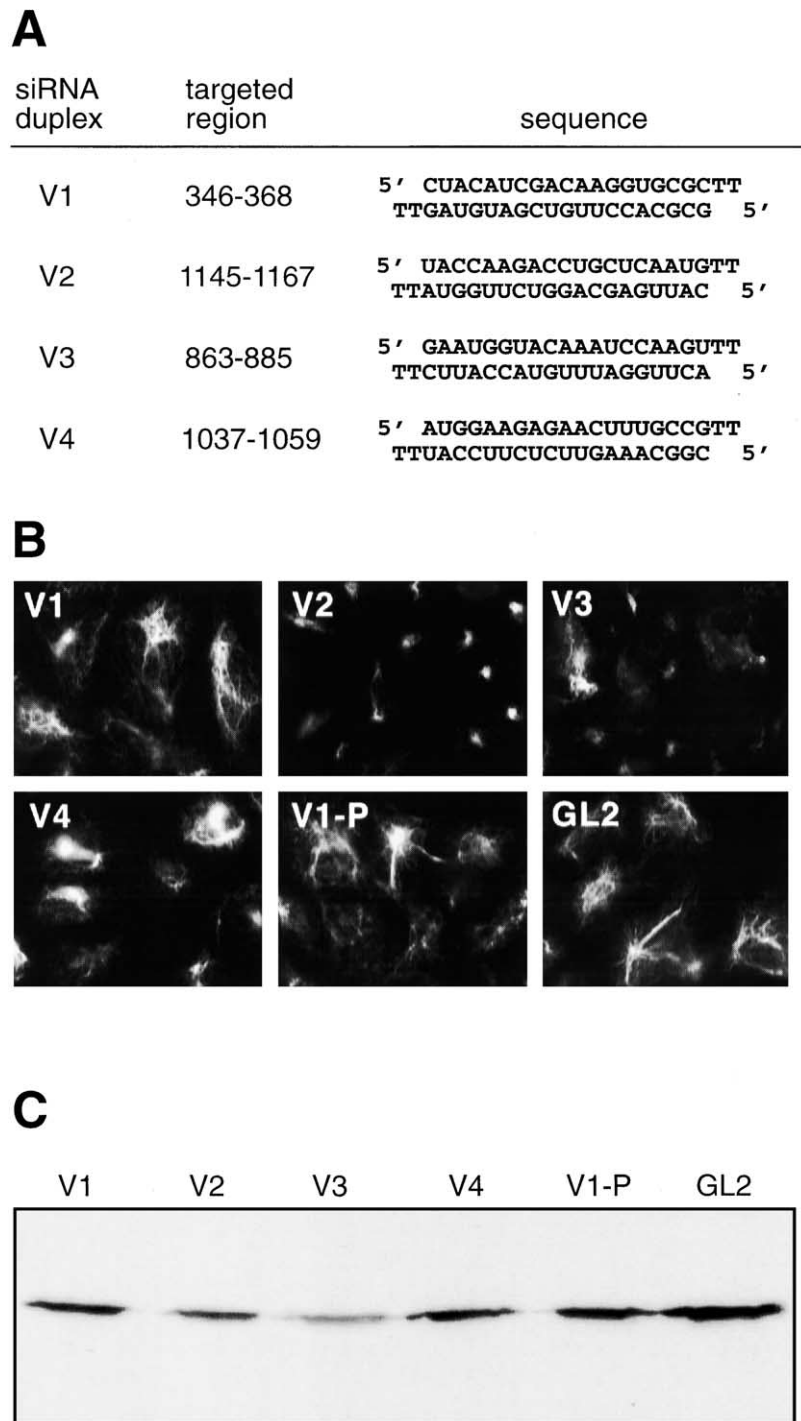 A
siRNA duplex targeted region sequence
V1 346-368 5′ CUACAUCGACAAGGUGCGCTT
TTGAUGUAGCUGUUCCACGCG 5′
V2 1145-1167 5′ UACCAAGACCUGCUCAAUGTT
TTAUGGUUCUGGACGAGUUAC 5′
V3 863-885 5′ GAAUGGUACAAAUCCAAGUTT
TTCUUACCAUGUUUAGGUUCA 5′
V4 1037-1059 5′ AUGGAAGAGAACUUUGCCGTT
TTUACCUUCUCUUGAAACGGC 5′
B
V1 V2 V3
V4 V1-P GL2
C
V1 V2 V3 V4 V1-P GL2